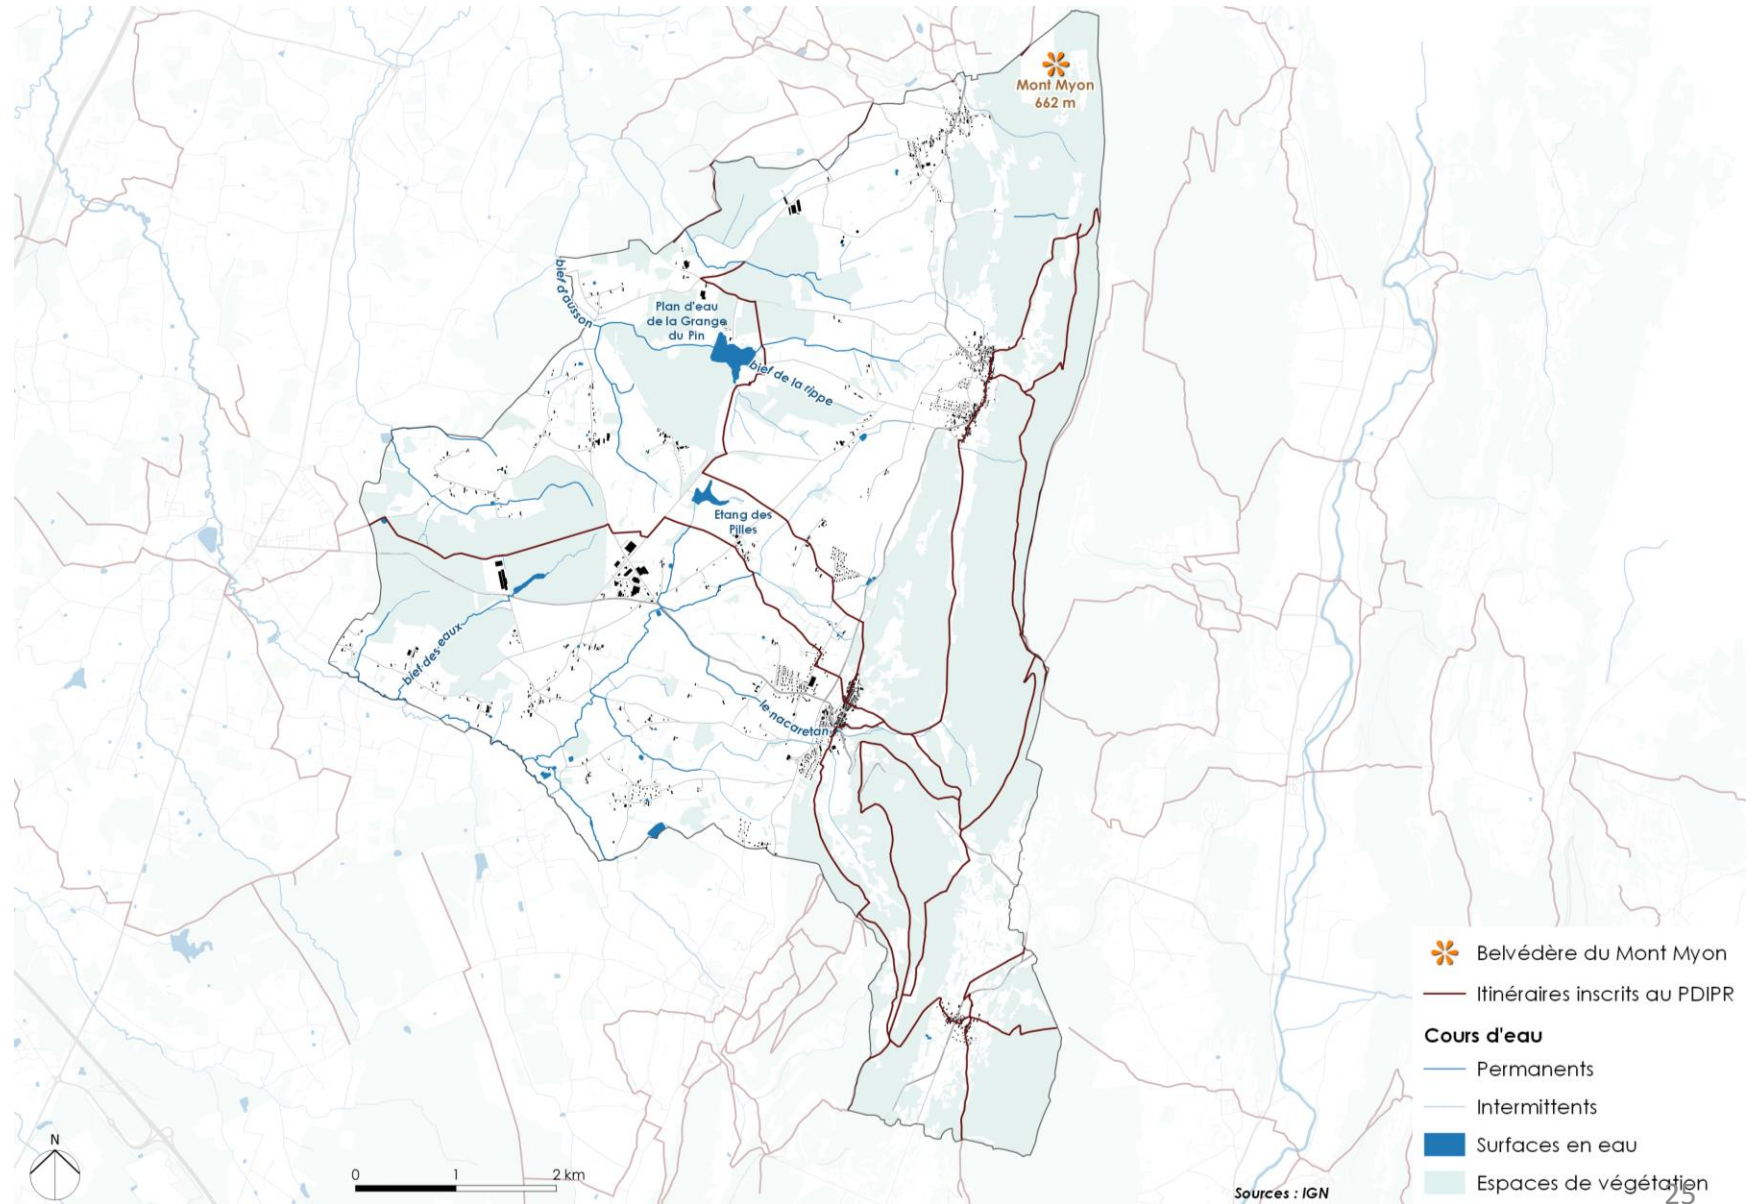 Mont Myon
662 m
bief d'ausson
Plan d'eau
de la Grange
du Pin
bief de la rippe
Etang des
Pilles
bief des eaux
le nacaretan
Belvédère du Mont Myon
Itinéraires inscrits au PDIPR
Cours d'eau
Permanents
Intermittents
Surfaces en eau
Espaces de végétation
N
0 1 2 km
Sources : IGN
25